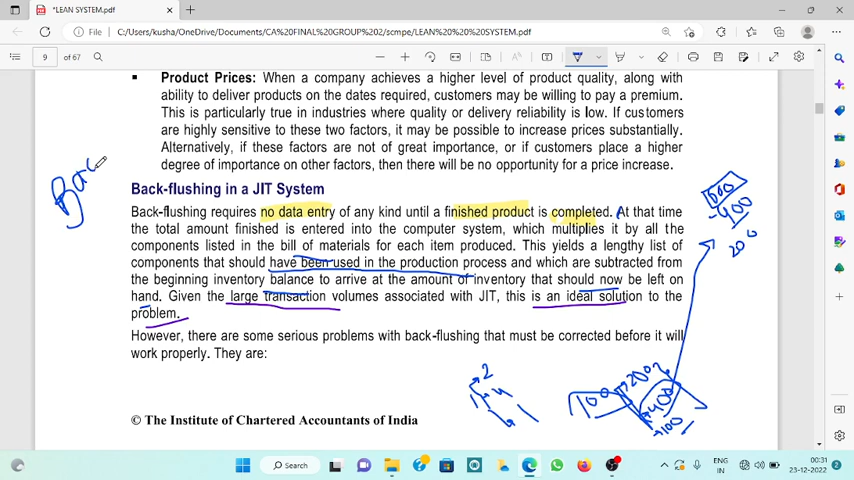 LEAN SYSTEM.pdf
File
C:/Users/kusha/OneDrive/Documents/CA%20FINAL%20GROUP%202/scmpe/LEAN%20%20%20SYSTEM.pdf
9 of 67
Product Prices: When a company achieves a higher level of product quality, along with
ability to deliver products on the dates required, customers may be willing to pay a premium.
This is particularly true in industries where quality or delivery reliability is low. If customers
are highly sensitive to these two factors, it may be possible to increase prices substantially.
Alternatively, if these factors are not of great importance, or if customers place a higher
degree of importance on other factors, then there will be no opportunity for a price increase.
Bac
Back-flushing in a JIT System
600
-400
200
Back-flushing requires no data entry of any kind until a finished product is completed. At that time
the total amount finished is entered into the computer system, which multiplies it by all the
components listed in the bill of materials for each item produced. This yields a lengthy list of
components that should have been used in the production process and which are subtracted from
the beginning inventory balance to arrive at the amount of inventory that should now be left on
hand. Given the large transaction volumes associated with JIT, this is an ideal solution to the
problem.
However, there are some serious problems with back-flushing that must be corrected before it will
work properly. They are:
2
100
200
400
100
© The Institute of Chartered Accountants of India
Search
ENG
IN
00:31
23-12-2022